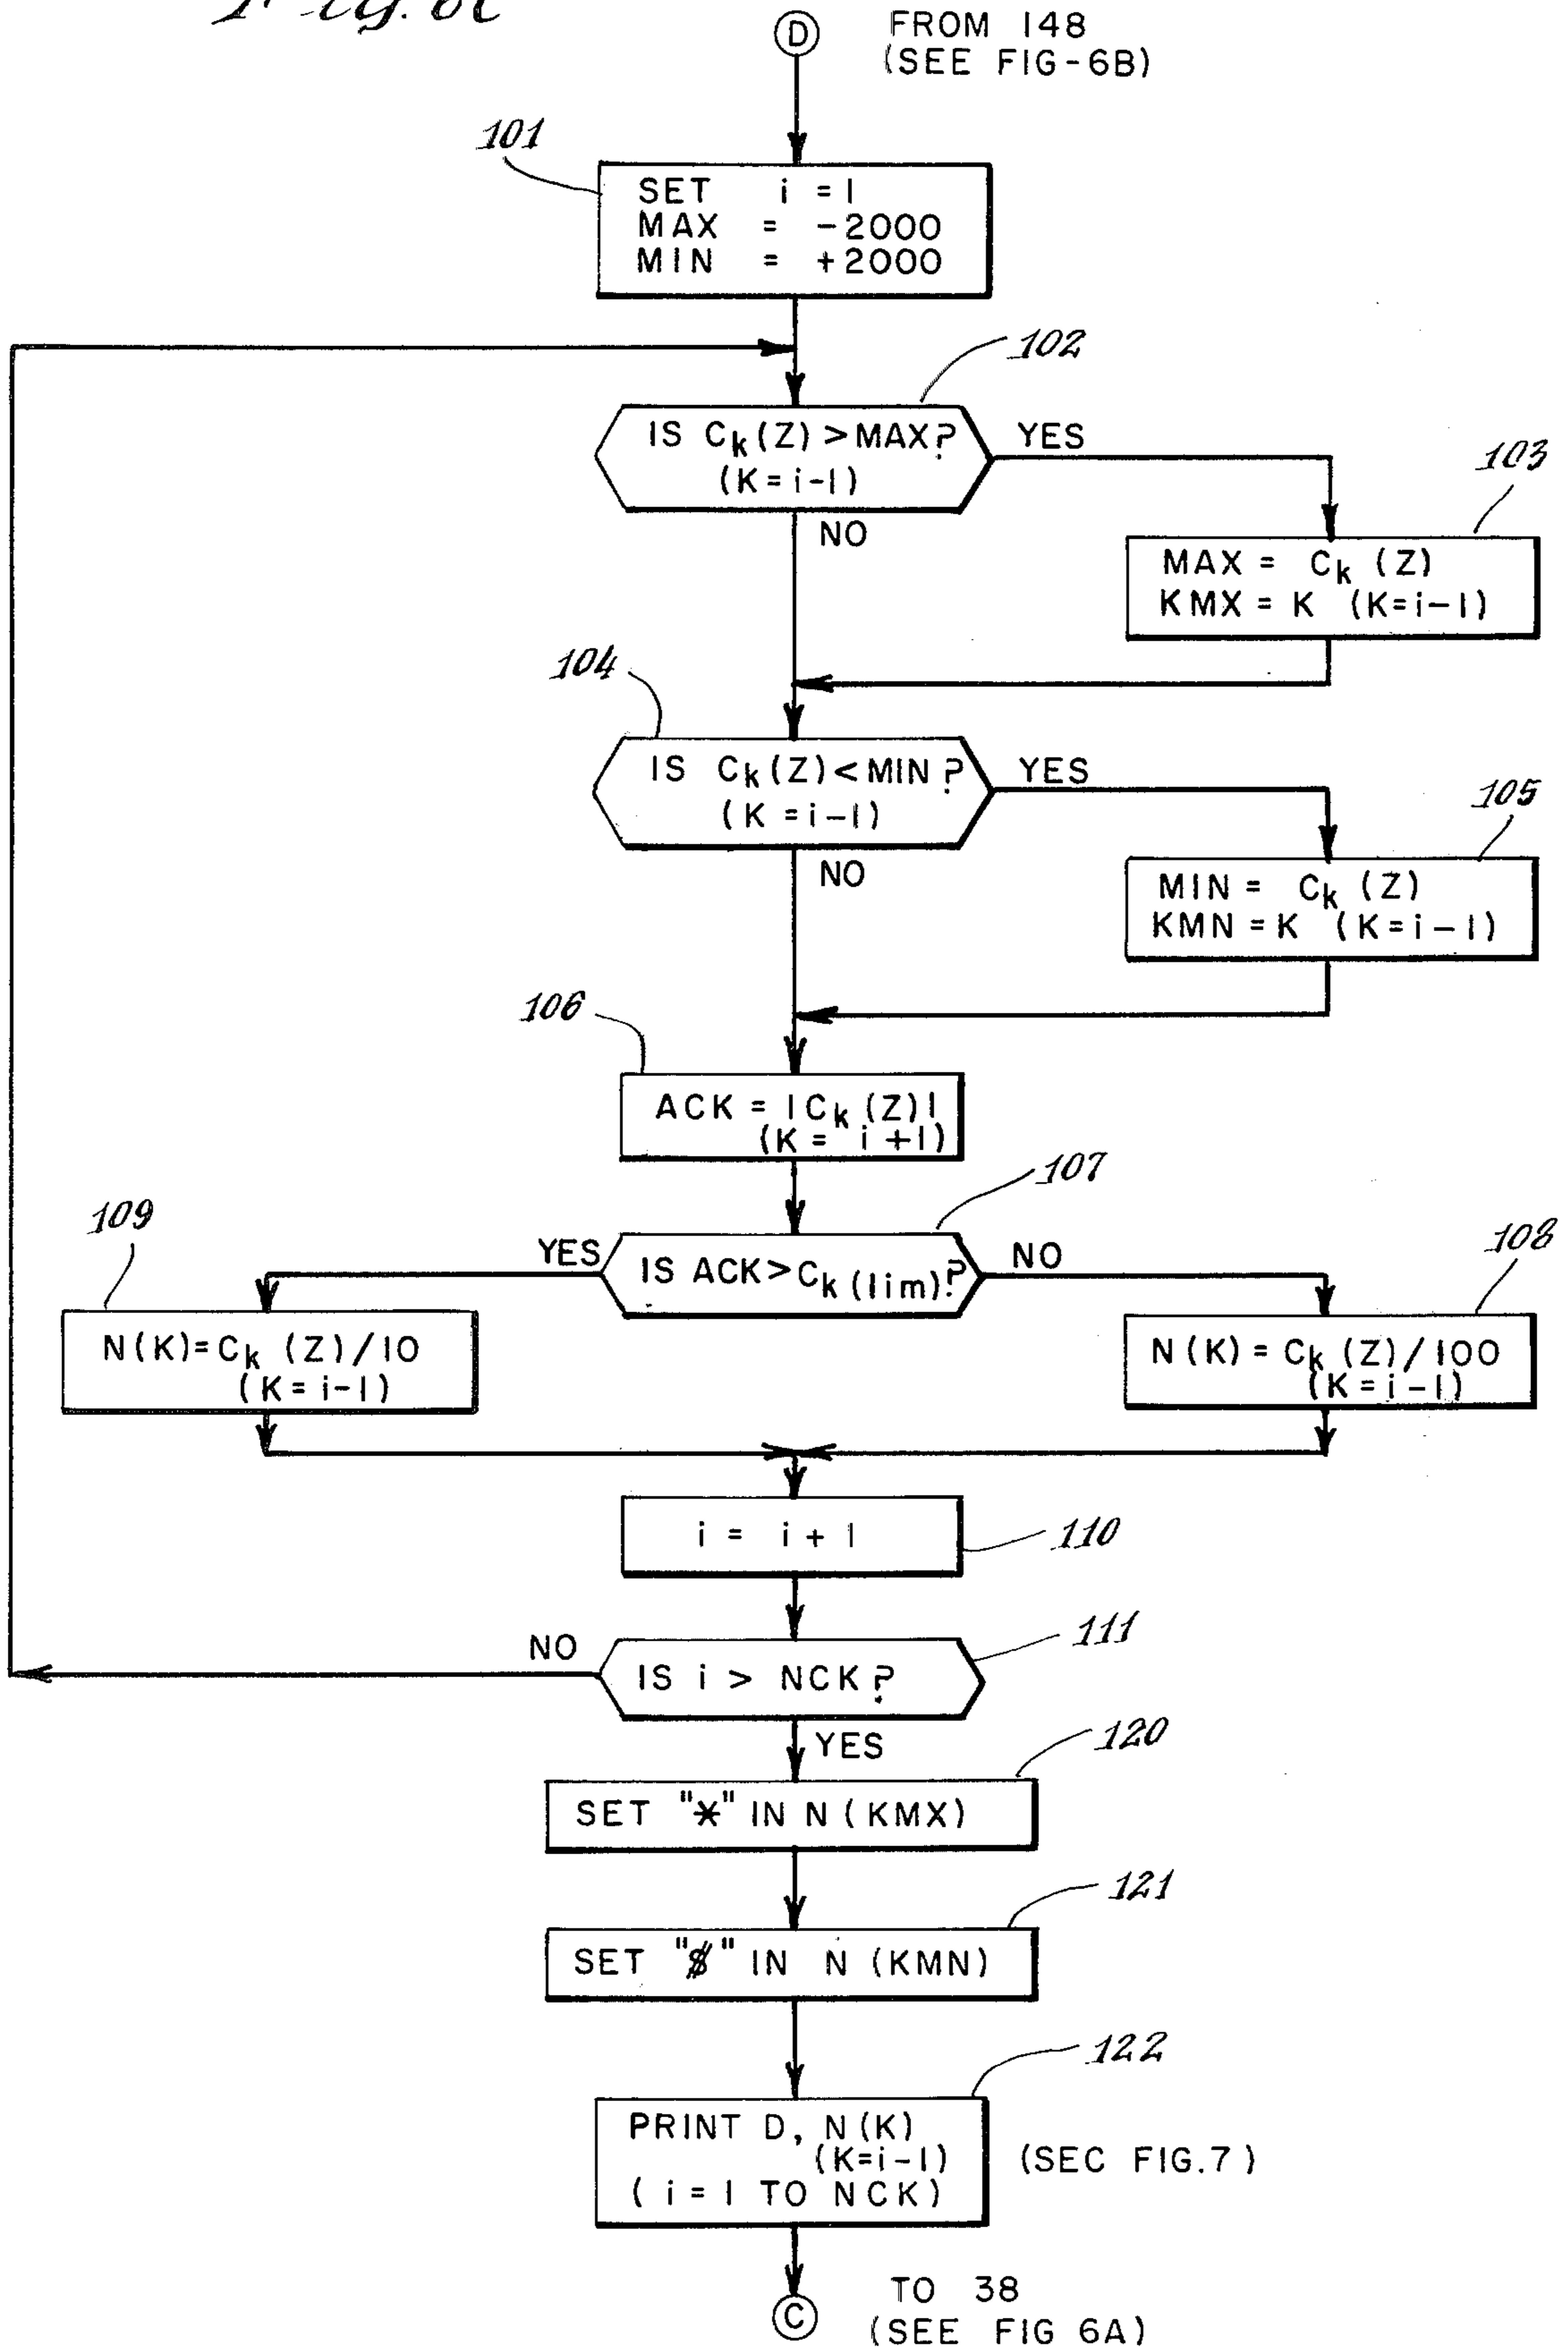 D
FROM 148
(SEE FIG-6B)
101
SET i = 1
MAX = -2000
MIN = +2000
102
IS Ck(Z) > MAX?
(K=i-1)
YES
NO
103
MAX = Ck (Z)
KMX = K (K=i-1)
104
IS Ck(Z) < MIN?
(K=i-1)
YES
NO
105
MIN = Ck (Z)
KMN = K (K=i-1)
106
ACK = |Ck (Z)|
(K = i+1)
107
IS ACK > Ck (lim)?
YES
NO
109
N(K)=Ck (Z)/10
(K=i-1)
108
N(K) = Ck (Z)/100
(K=i-1)
i = i + 1
110
111
IS i > NCK?
NO
YES
120
SET "*" IN N (KMX)
121
SET "$" IN N (KMN)
122
PRINT D, N(K)
(K=i-1)
(i=1 TO NCK)
(SEC FIG.7)
C
TO 38
(SEE FIG 6A)